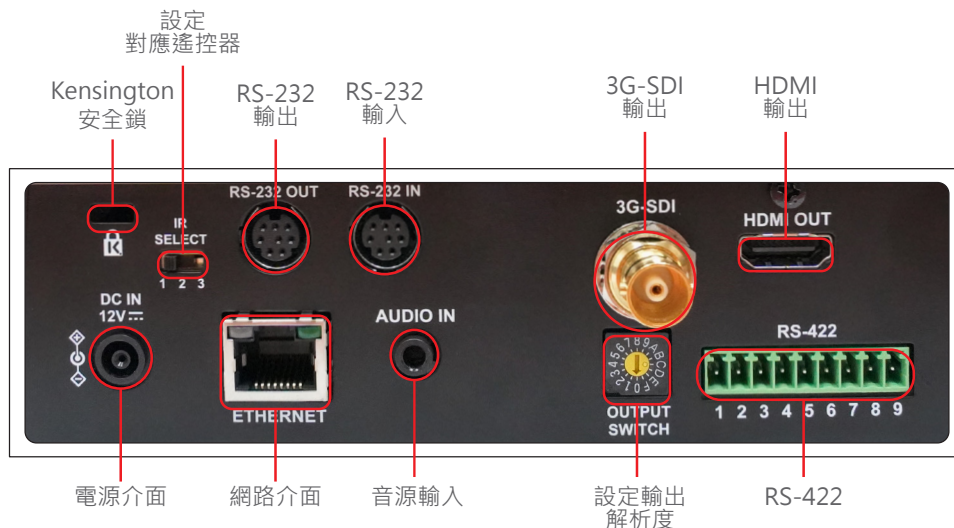 設定
對應遙控器
Kensington
安全鎖
RS-232
輸出
RS-232
輸入
3G-SDI
輸出
HDMI
輸出
RS-232 OUT
RS-232 IN
3G-SDI
HDMI OUT
IR
SELECT
1 2 3
DC IN
12V
AUDIO IN
ETHERNET
0123456789ABCDEF
OUTPUT
SWITCH
RS-422
1 2 3 4 5 6 7 8 9
電源介面
網路介面
音源輸入
設定輸出
解析度
RS-422